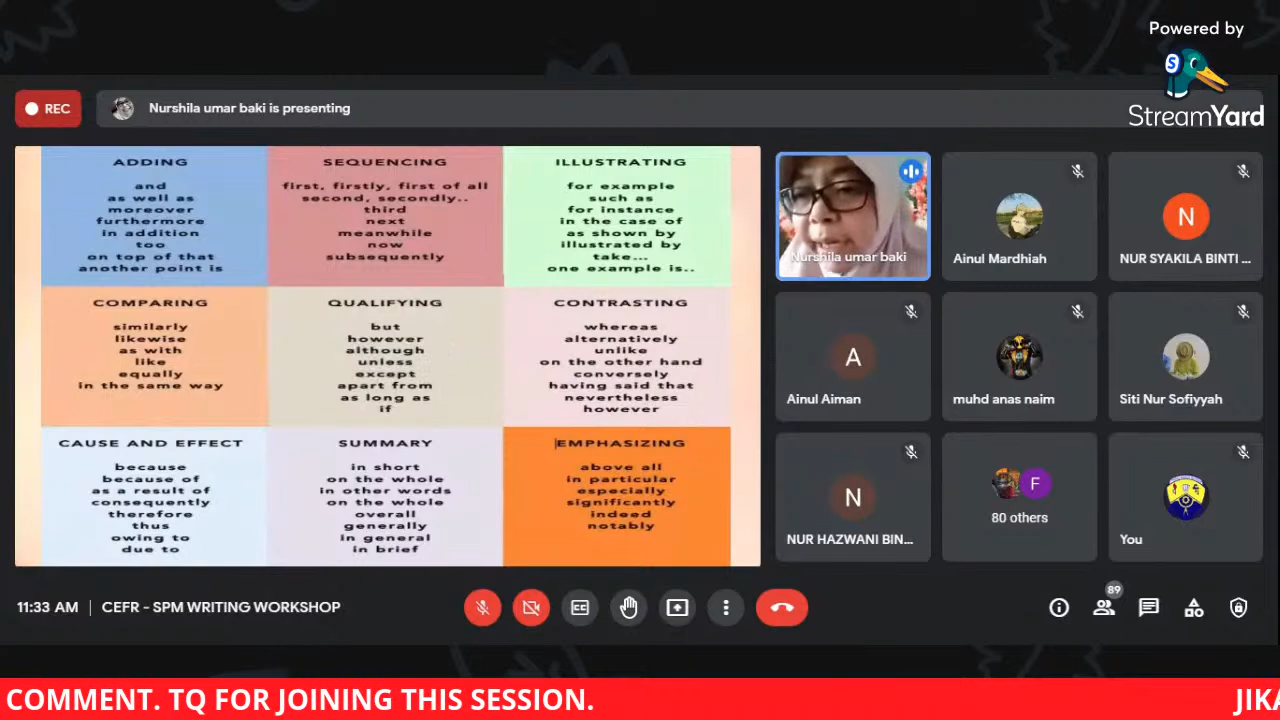 Powered by
StreamYard
REC
Nurshila umar baki is presenting
ADDING
and
as well as
moreover
furthermore
in addition
too
on top of that
another point is
SEQUENCING
first, firstly, first of all
second, secondly..
third
next
meanwhile
now
subsequently
ILLUSTRATING
for example
such as
for instance
in the case of
as shown by
illustrated by
take...
one example is..
COMPARING
similarly
likewise
as with
like
equally
in the same way
QUALIFYING
but
however
although
unless
except
apart from
as long as
if
CONTRASTING
whereas
alternatively
unlike
on the other hand
conversely
having said that
nevertheless
however
CAUSE AND EFFECT
because
because of
as a result of
consequently
therefore
thus
owing to
due to
SUMMARY
in short
on the whole
in other words
on the whole
overall
generally
in general
in brief
EMPHASIZING
above all
in particular
especially
significantly
indeed
notably
Nurshila umar baki
Ainul Mardhiah
N
NUR SYAKILA BINTI ...
A
Ainul Aiman
muhd anas naim
Siti Nur Sofiyyah
N
NUR HAZWANI BIN...
F
80 others
You
11:33 AM | CEFR - SPM WRITING WORKSHOP
89
COMMENT. TQ FOR JOINING THIS SESSION.
JIKA